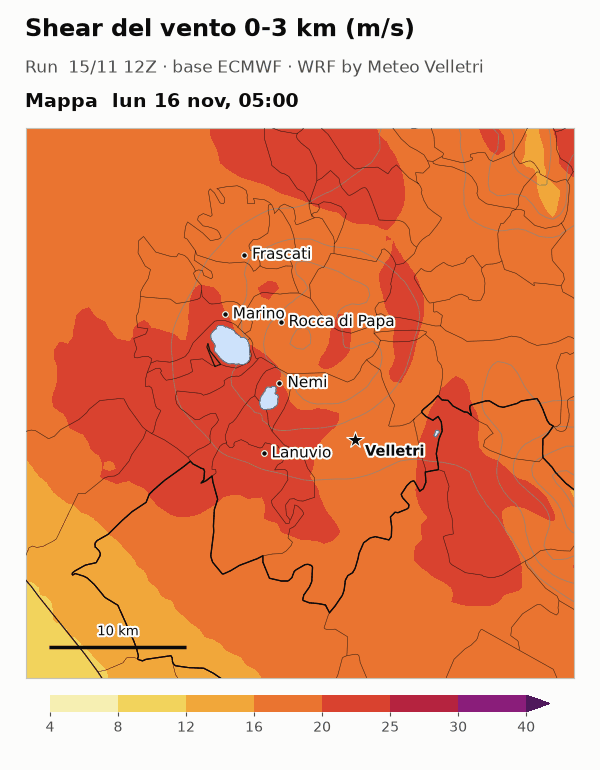 Shear del vento 0-3 km (m/s)
Run  15/11 12Z · base ECMWF · WRF by Meteo Velletri
Mappa  lun 16 nov, 05:00
Frascati
Marino
Rocca di Papa
Nemi
Velletri
Lanuvio
10 km
4 8 12 16 20 25 30 40